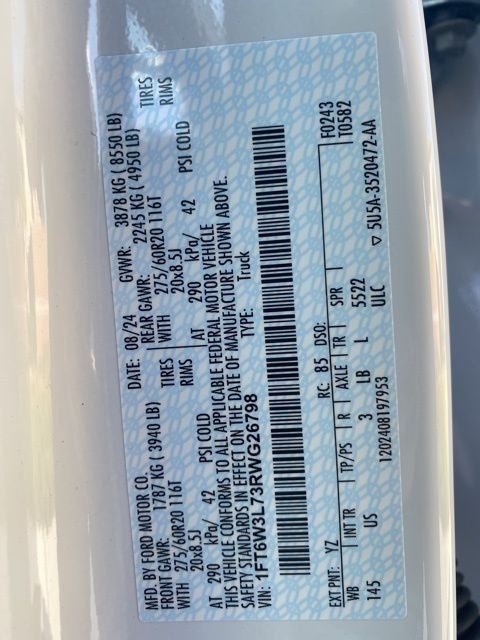 MFD. BY FORD MOTOR CO. DATE: 08/24 GVWR: 3878 KG ( 8550 LB)
FRONT GAWR: 1787 KG ( 3940 LB) REAR GAWR: 2245 KG ( 4950 LB)
WITH 275/60R20 116T TIRES WITH 275/60R20 116T TIRES
20x8.5J RIMS 20x8.5J RIMS
AT 290 kPa/ 42 PSI COLD AT 290 kPa/ 42 PSI COLD
THIS VEHICLE CONFORMS TO ALL APPLICABLE FEDERAL MOTOR VEHICLE
SAFETY STANDARDS IN EFFECT ON THE DATE OF MANUFACTURE SHOWN ABOVE.
VIN: 1FT6W3L73RWG26798 TYPE: Truck
F0243
T0582
EXT PNT: YZ RC: 85 DSO:
WB INT TR TP/PS R AXLE TR SPR
145 US 3 LB L 5522
ULC
1202408197953 ▽ 5U5A-3520472-AA